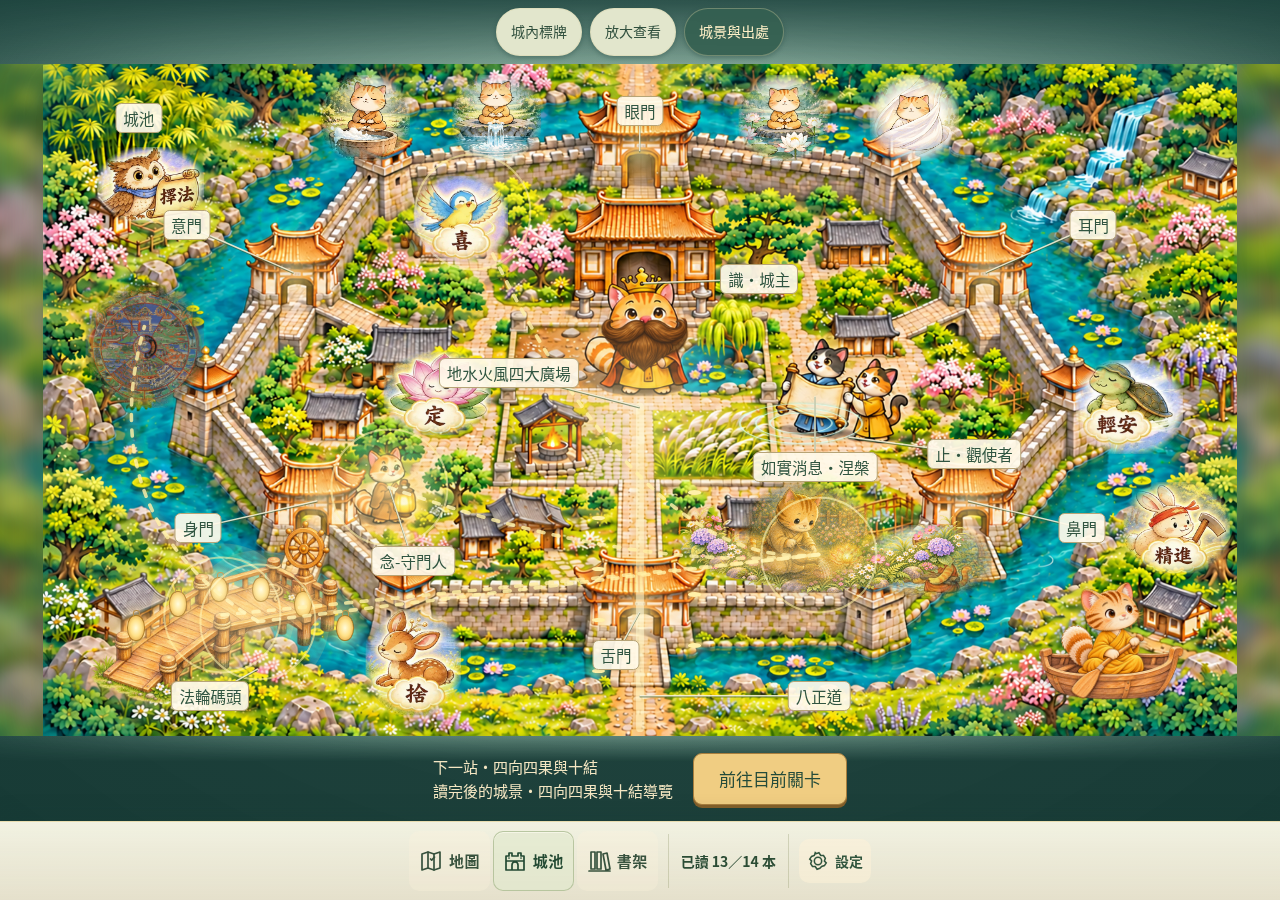 城內標牌
放大查看
城景與出處
眼門
城池
擇法
意門
喜
耳門
識・城主
地水火風四大廣場
定
輕安
止・觀使者
如實消息・涅槃
身門
鼻門
精進
念-守門人
舌門
捨
法輪碼頭
八正道
下一站・四向四果與十結
讀完後的城景・四向四果與十結導覽
前往目前關卡
地圖
城池
書架
已讀 13／14 本
設定